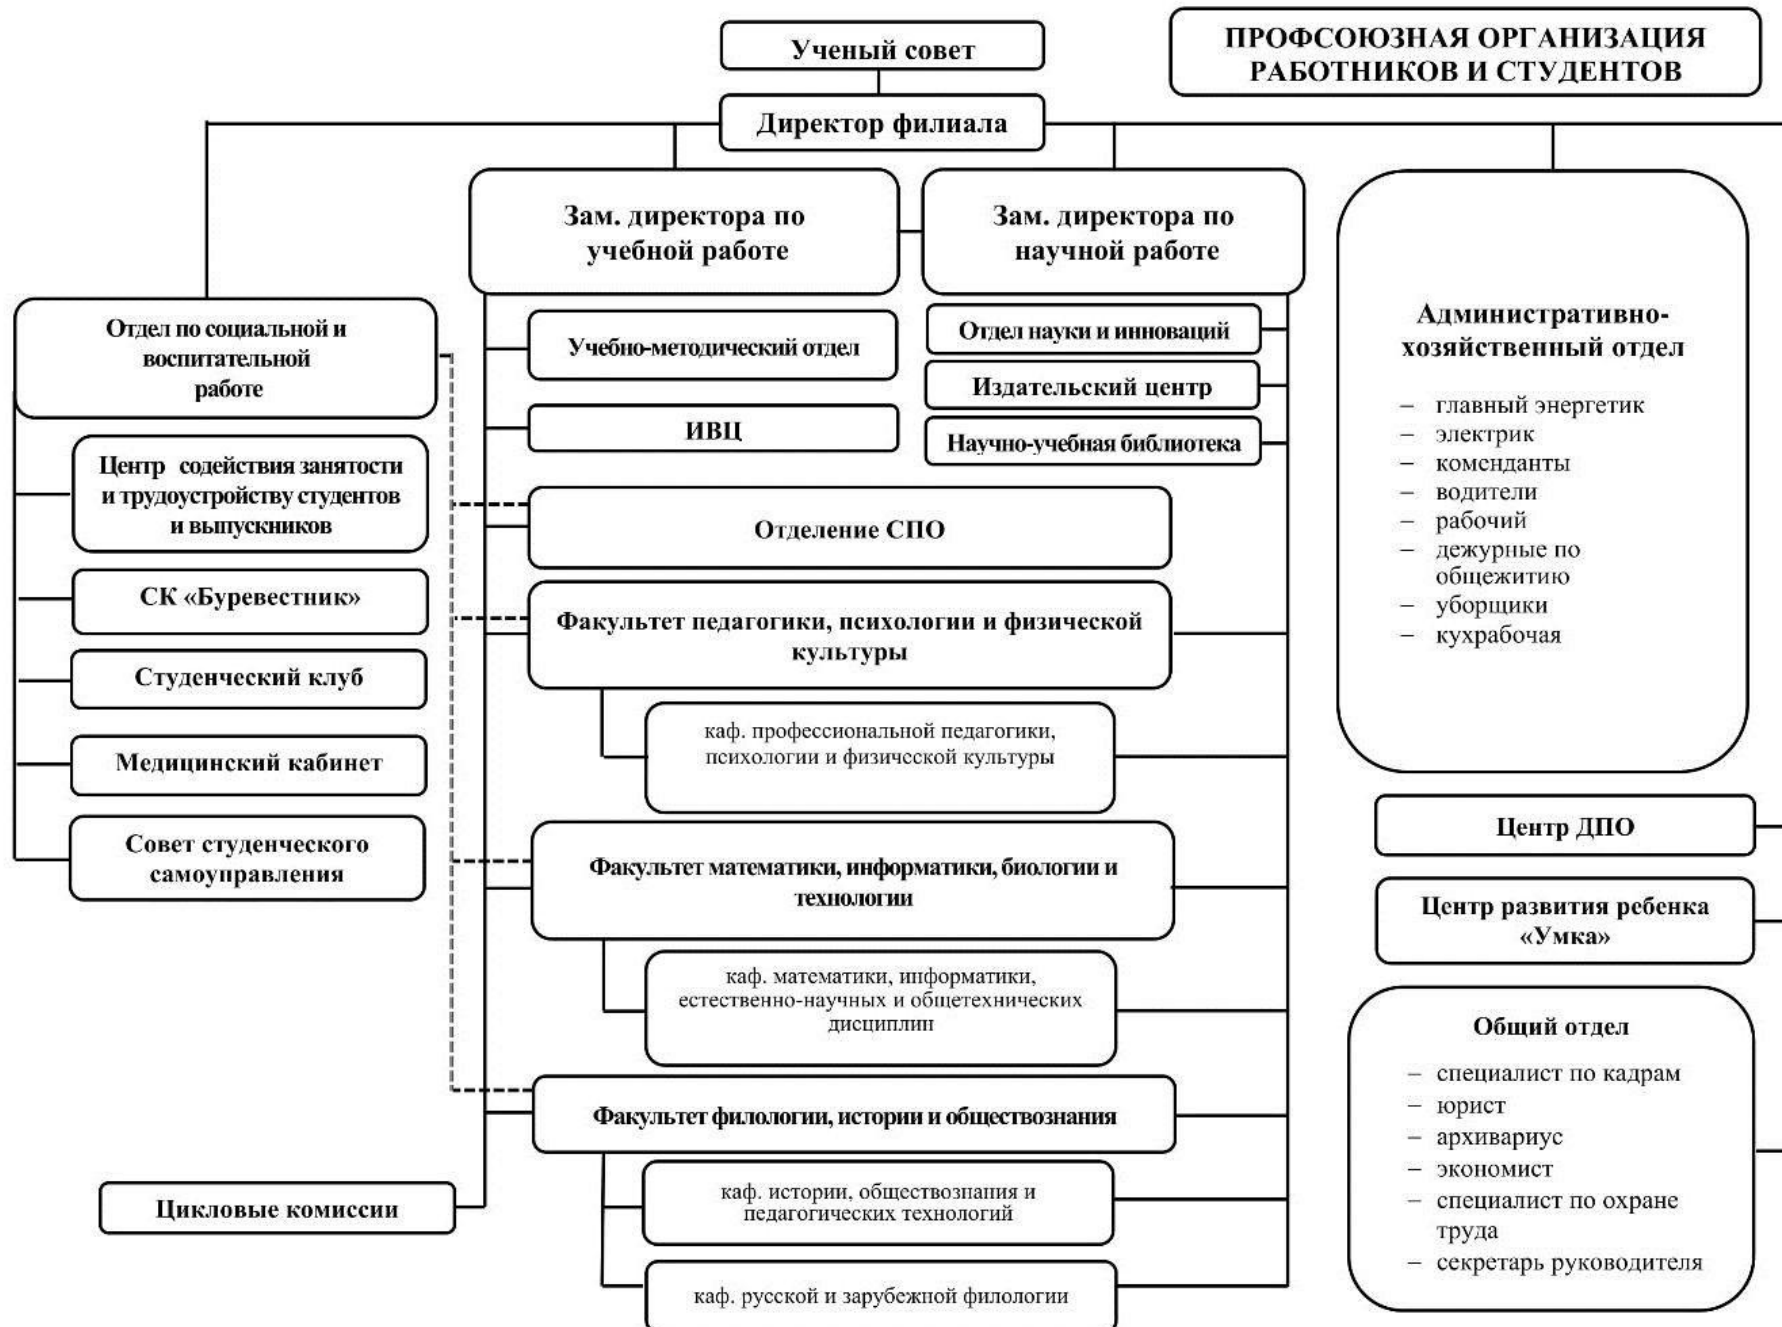 Ученый совет
ПРОФСОЮЗНАЯ ОРГАНИЗАЦИЯ
РАБОТНИКОВ И СТУДЕНТОВ
Директор филиала
Зам. директора по
учебной работе
Зам. директора по
научной работе
Отдел по социальной и
воспитательной
работе
Центр содействия занятости
и трудоустройству студентов
и выпускников
СК «Буревестник»
Студенческий клуб
Медицинский кабинет
Совет студенческого
самоуправления
Цикловые комиссии
Учебно-методический отдел
ИВЦ
Отдел науки и инноваций
Издательский центр
Научно-учебная библиотека
Отделение СПО
Факультет педагогики, психологии и физической
культуры
каф. профессиональной педагогики,
психологии и физической культуры
Факультет математики, информатики, биологии и
технологии
каф. математики, информатики,
естественно-научных и общетехнических
дисциплин
Факультет филологии, истории и обществознания
каф. истории, обществознания и
педагогических технологий
каф. русской и зарубежной филологии
Административно-
хозяйственный отдел
– главный энергетик
– электрик
– коменданты
– водители
– рабочий
– дежурные по
общежитию
– уборщики
– кухрабочая
Центр ДПО
Центр развития ребенка
«Умка»
Общий отдел
– специалист по кадрам
– юрист
– архивариус
– экономист
– специалист по охране
труда
– секретарь руководителя